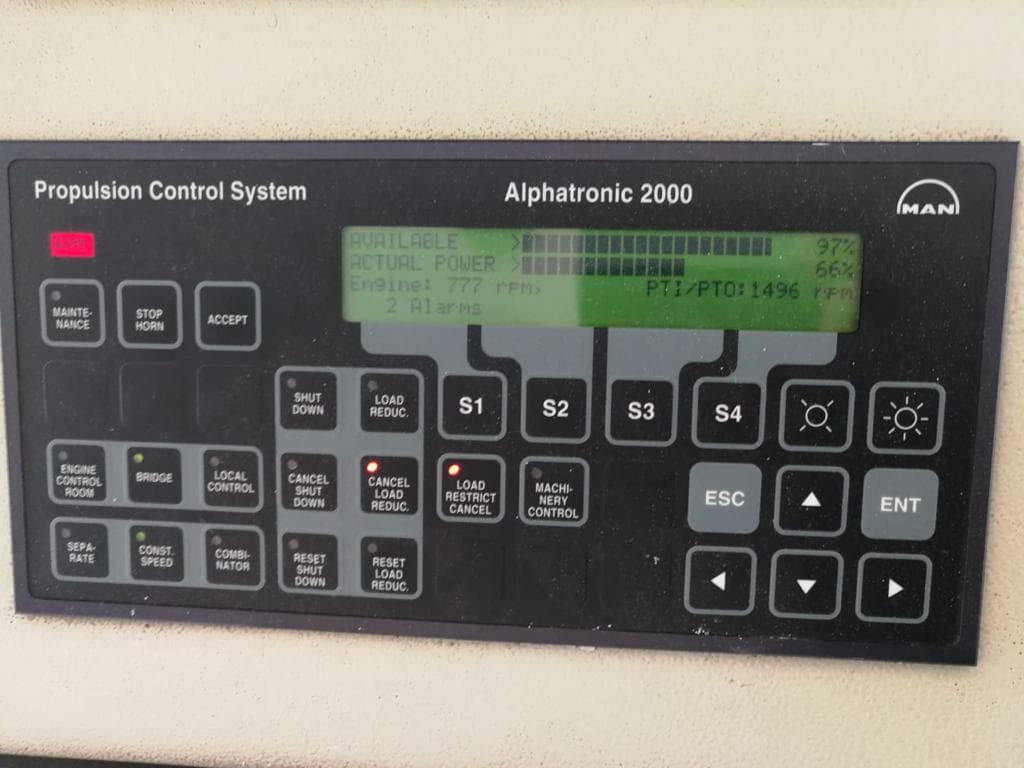 Propulsion Control System
Alphatronic 2000
MAN
AVAILABLE > 97%
ACTUAL POWER > 66%
Engine: 777 rpm, PTI/PTO:1496 rpm
2 Alarms
MAINTE-
NANCE
STOP
HORN
ACCEPT
SHUT
DOWN
LOAD
REDUC.
S1
S2
S3
S4
ENGINE
CONTROL
ROOM
BRIDGE
LOCAL
CONTROL
CANCEL
SHUT
DOWN
CANCEL
LOAD
REDUC.
LOAD
RESTRICT
CANCEL
MACHI-
NERY
CONTROL
ESC
ENT
SEPA-
RATE
CONST.
SPEED
COMBI-
NATOR
RESET
SHUT
DOWN
RESET
LOAD
REDUC.